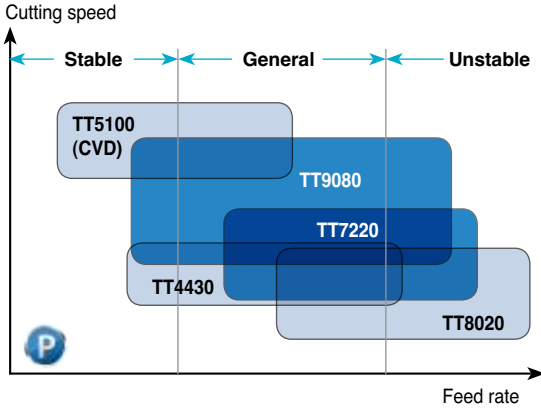 Cutting speed
Stable
General
Unstable
TT5100
(CVD)
TT9080
TT7220
TT4430
TT8020
P
Feed rate